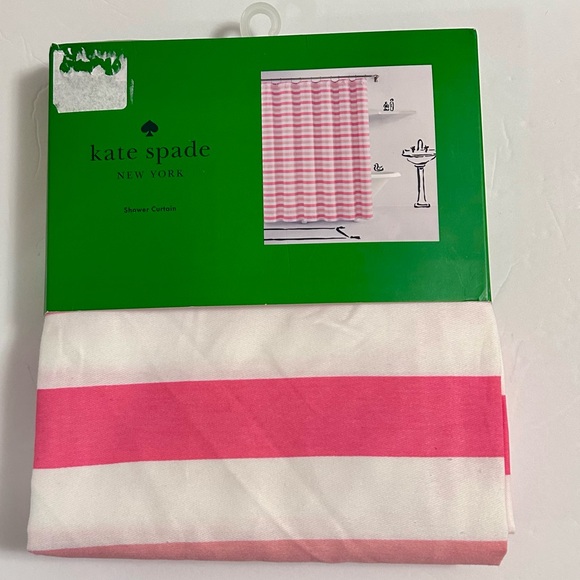 kate spade
NEW YORK
Shower Curtain